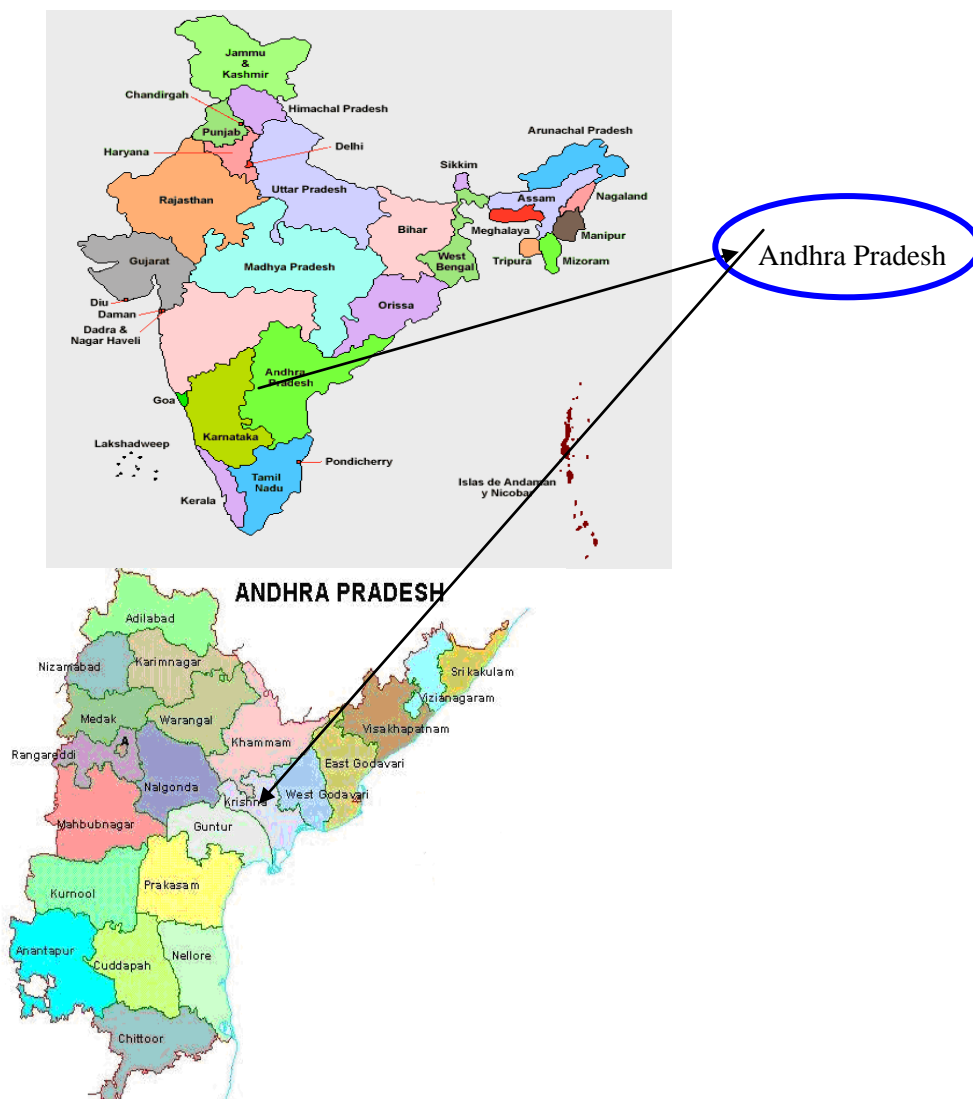 Jammu
&
Kashmir
Chandirgah
Himachal Pradesh
Punjab
Arunachal Pradesh
Haryana
Delhi
Sikkim
Uttar Pradesh
Rajasthan
Assam
Nagaland
Bihar
Meghalaya
Manipur
Gujarat
Madhya Pradesh
West
Bengal
Tripura
Mizoram
Andhra Pradesh
Diu
Daman
Orissa
Dadra &
Nagar Haveli
Andhra
Pradesh
Goa
Karnataka
Lakshadweep
Pondicherry
Tamil
Nadu
Kerala
Islas de Andaman
y Nicobar
ANDHRA PRADESH
Adilabad
Nizamabad
Karimnagar
Srikakulam
Vizianagaram
Medak
Warangal
Visakhapatnam
A
Khammam
Rangareddi
East Godavari
Nalgonda
Krishna
West Godavari
Mahbubnagar
Guntur
Kurnool
Prakasam
Anantapur
Cuddapah
Nellore
Chittoor